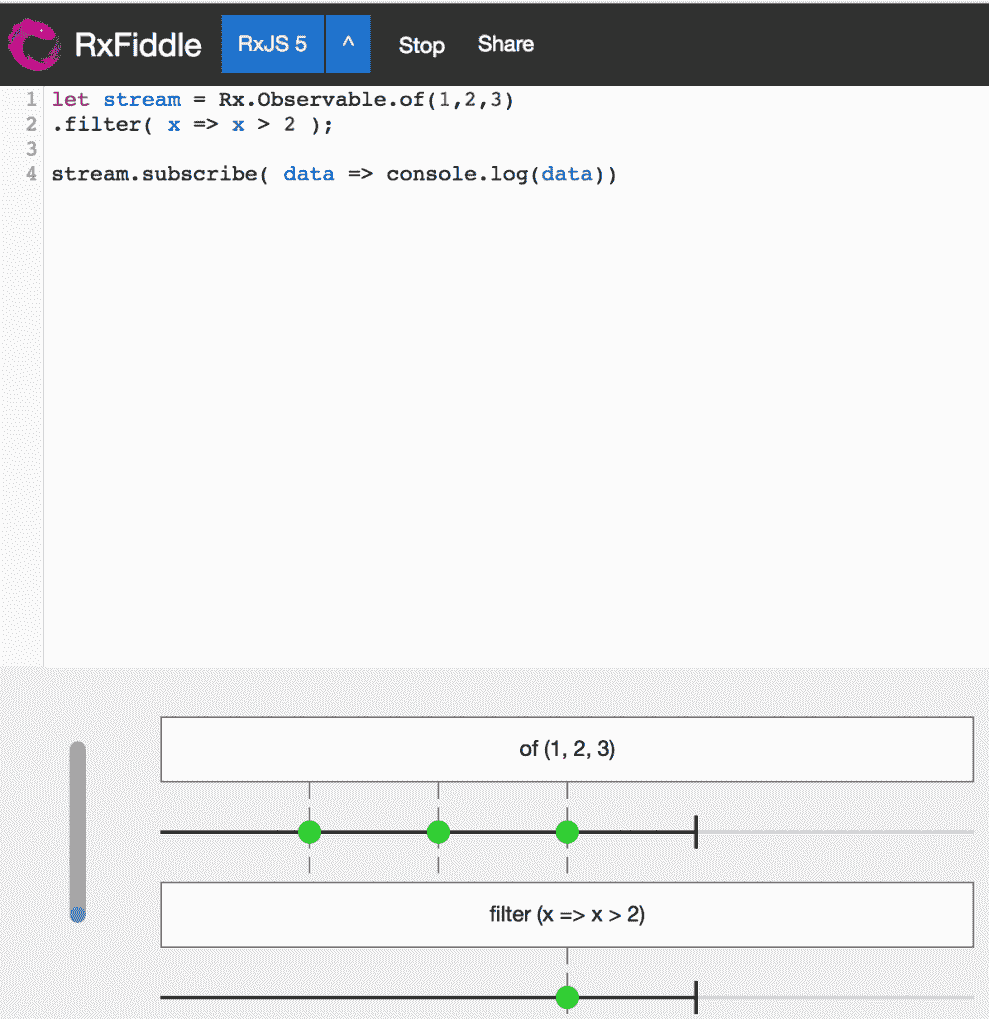 RxFiddle RxJS 5 ^ Stop Share
1 let stream = Rx.Observable.of(1,2,3)
2 .filter( x => x > 2 );
3
4 stream.subscribe( data => console.log(data))
of (1, 2, 3)
filter (x => x > 2)